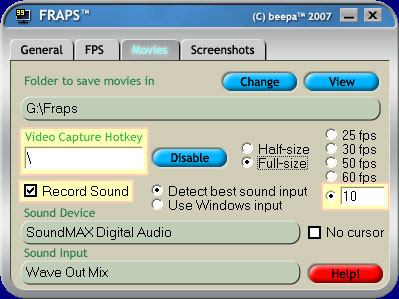 99
FRAPS™ (C) beepa™ 2007
General FPS Movies Screenshots
Folder to save movies in Change View
G:\Fraps
Video Capture Hotkey
\ Disable
Half-size
Full-size
25 fps
30 fps
50 fps
60 fps
10
Record Sound
Detect best sound input
Use Windows input
Sound Device
SoundMAX Digital Audio No cursor
Sound Input
Wave Out Mix Help!